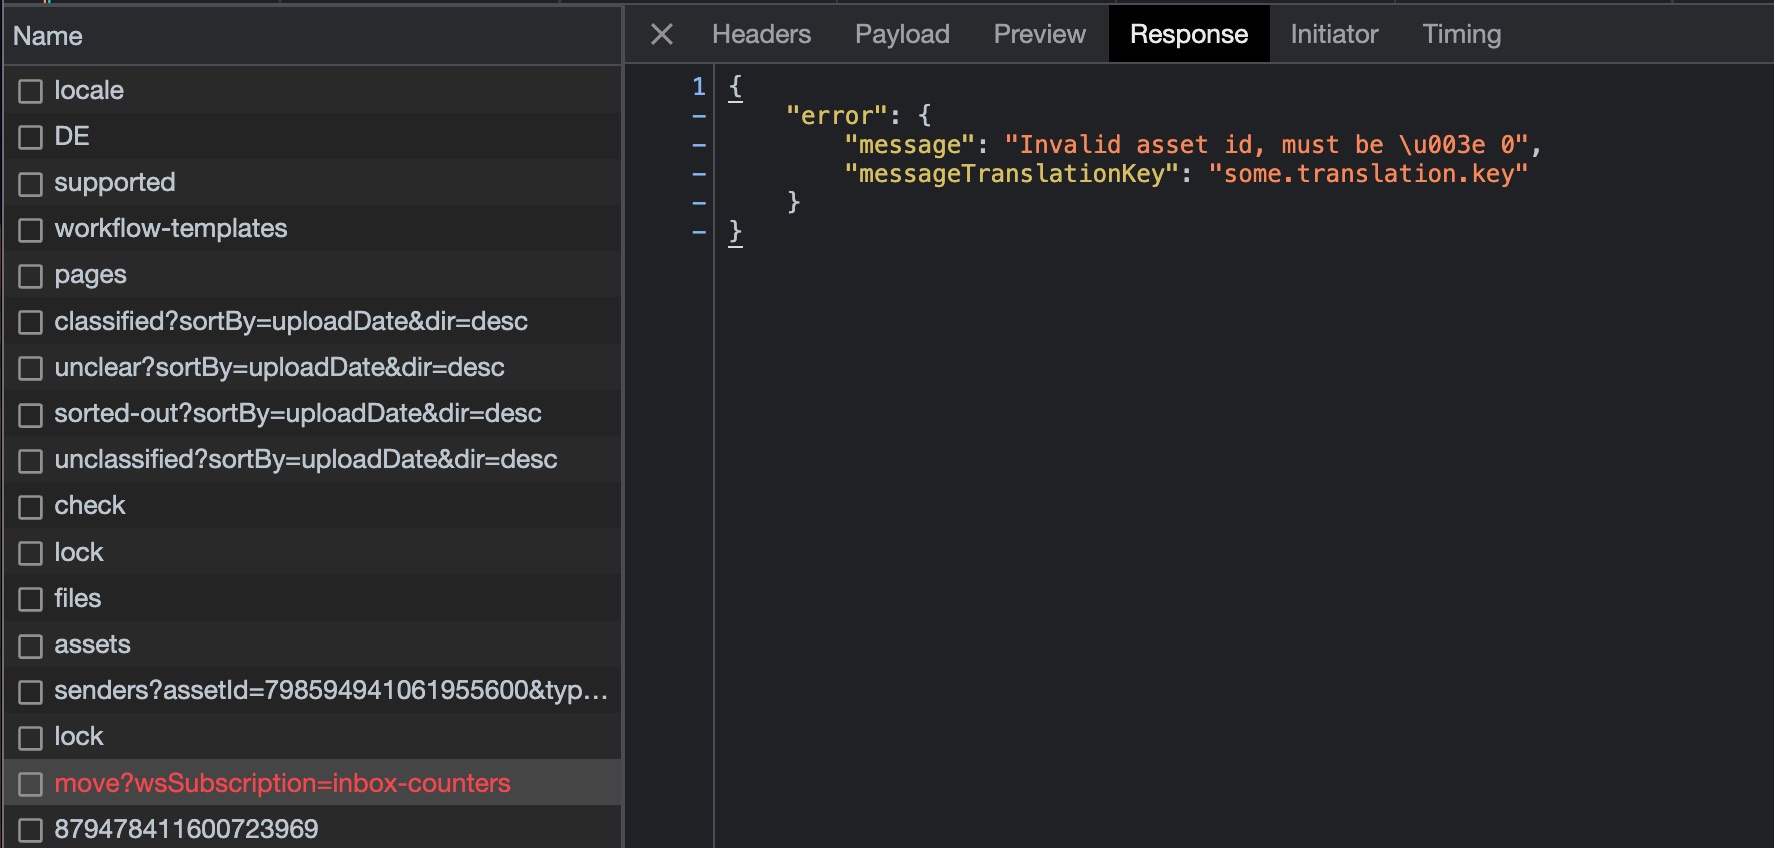 Name
locale
DE
supported
workflow-templates
pages
classified?sortBy=uploadDate&dir=desc
unclear?sortBy=uploadDate&dir=desc
sorted-out?sortBy=uploadDate&dir=desc
unclassified?sortBy=uploadDate&dir=desc
check
lock
files
assets
senders?assetId=798594941061955600&typ...
lock
move?wsSubscription=inbox-counters
879478411600723969
Headers Payload Preview Response Initiator Timing
1 {
- "error": {
- "message": "Invalid asset id, must be \u003e 0",
- "messageTranslationKey": "some.translation.key"
- }
- }